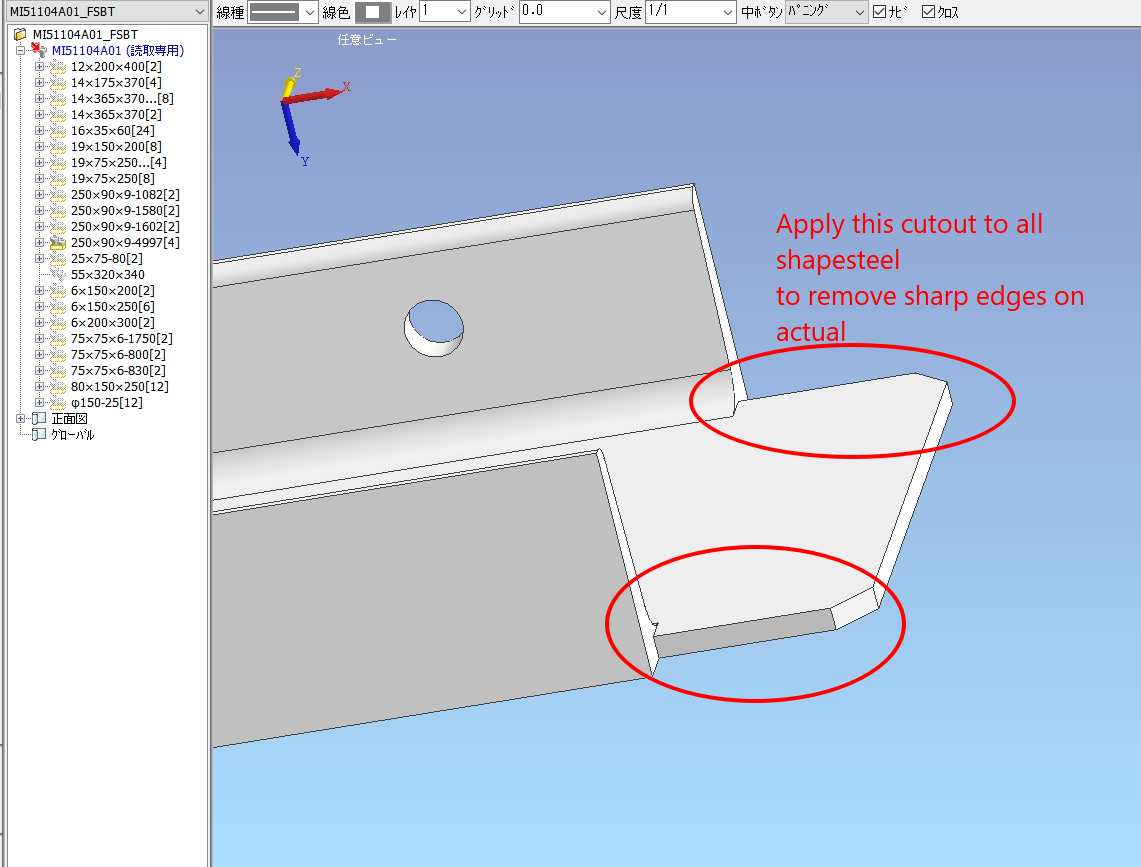 MI51104A01_FSBT
線種
線色
レイヤ 1
グリッド 0.0
尺度 1/1
中ボタン パニング
ナビ
クロス
MI51104A01_FSBT
MI51104A01 (読取専用)
12×200×400[2]
14×175×370[4]
14×365×370...[8]
14×365×370[2]
16×35×60[24]
19×150×200[8]
19×75×250...[4]
19×75×250[8]
250×90×9-1082[2]
250×90×9-1580[2]
250×90×9-1602[2]
250×90×9-4997[4]
25×75-80[2]
55×320×340
6×150×200[2]
6×150×250[6]
6×200×300[2]
75×75×6-1750[2]
75×75×6-800[2]
75×75×6-830[2]
80×150×250[12]
φ150-25[12]
正面図
グローバル
任意ビュー
Z
X
Y
Apply this cutout to all
shapesteel
to remove sharp edges on
actual